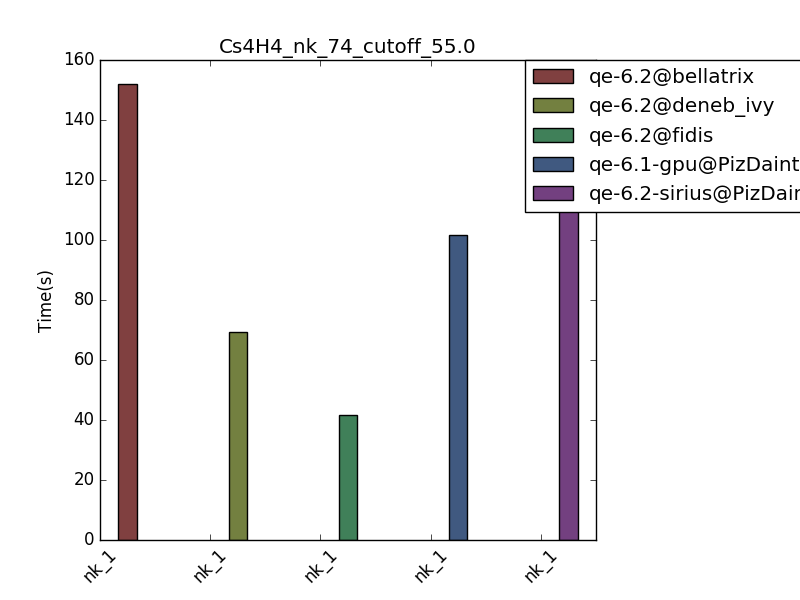 Cs4H4_nk_74_cutoff_55.0
160
140
120
100
80
60
40
20
0
Time(s)
qe-6.2@bellatrix
qe-6.2@deneb_ivy
qe-6.2@fidis
qe-6.1-gpu@PizDaint
qe-6.2-sirius@PizDain
nk_1
nk_1
nk_1
nk_1
nk_1